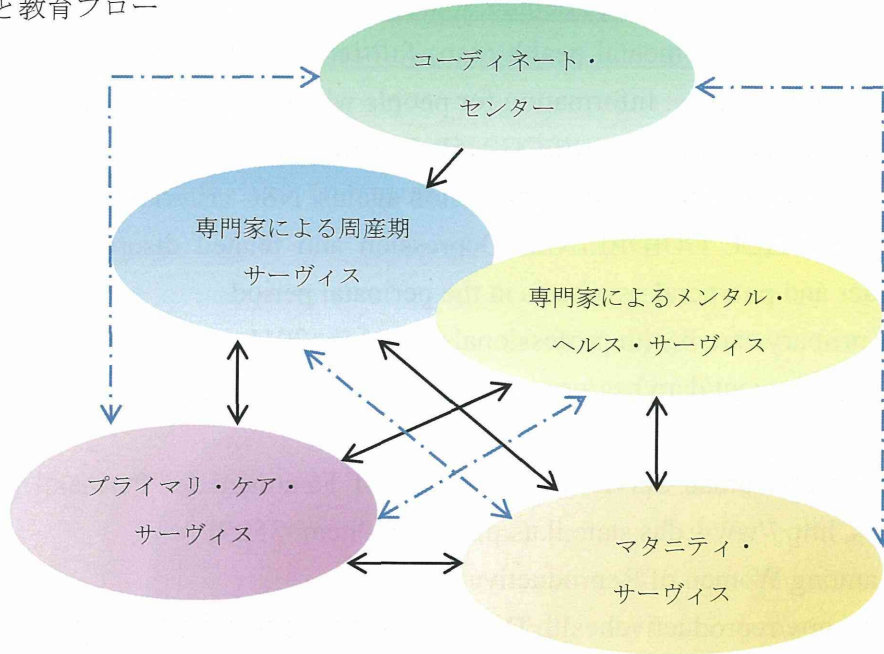 と教育フロー
コーディネート・
センター
専門家による周産期
サーヴィス
専門家によるメンタル・
ヘルス・サーヴィス
プライマリ・ケア・
サーヴィス
マタニティ・
サーヴィス